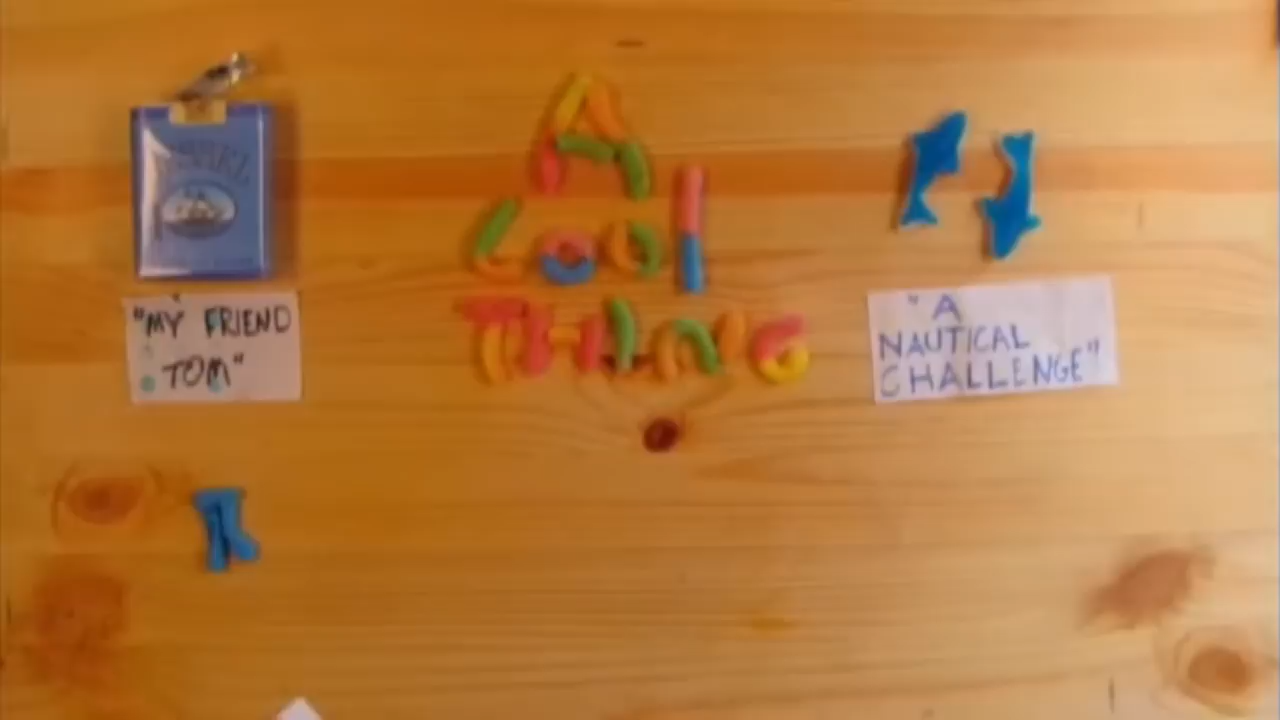 "MY FRIEND
TOM"
A
Cool
Thing
"A
NAUTICAL
CHALLENGE"